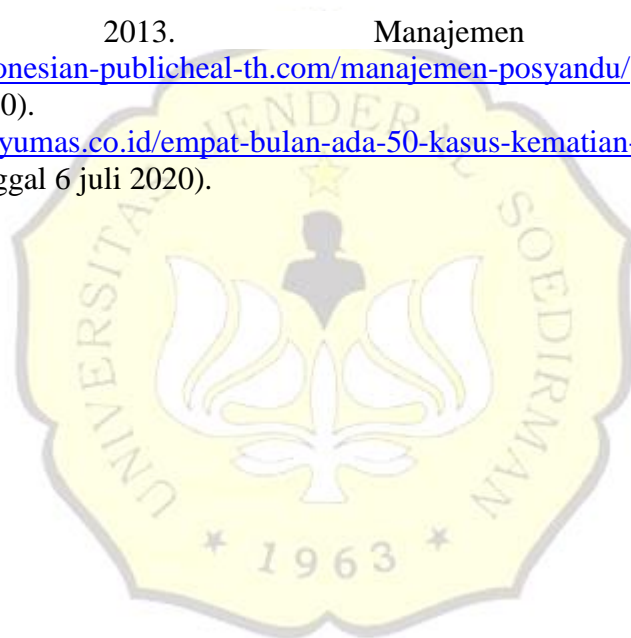 2013. Manajemen
onesian-publicheal-th.com/manajemen-posyandu/
0).
yumas.co.id/empat-bulan-ada-50-kasus-kematian-
ggal 6 juli 2020).
UNIVERSITAS JENDERAL SOEDIRMAN
* 1963 *